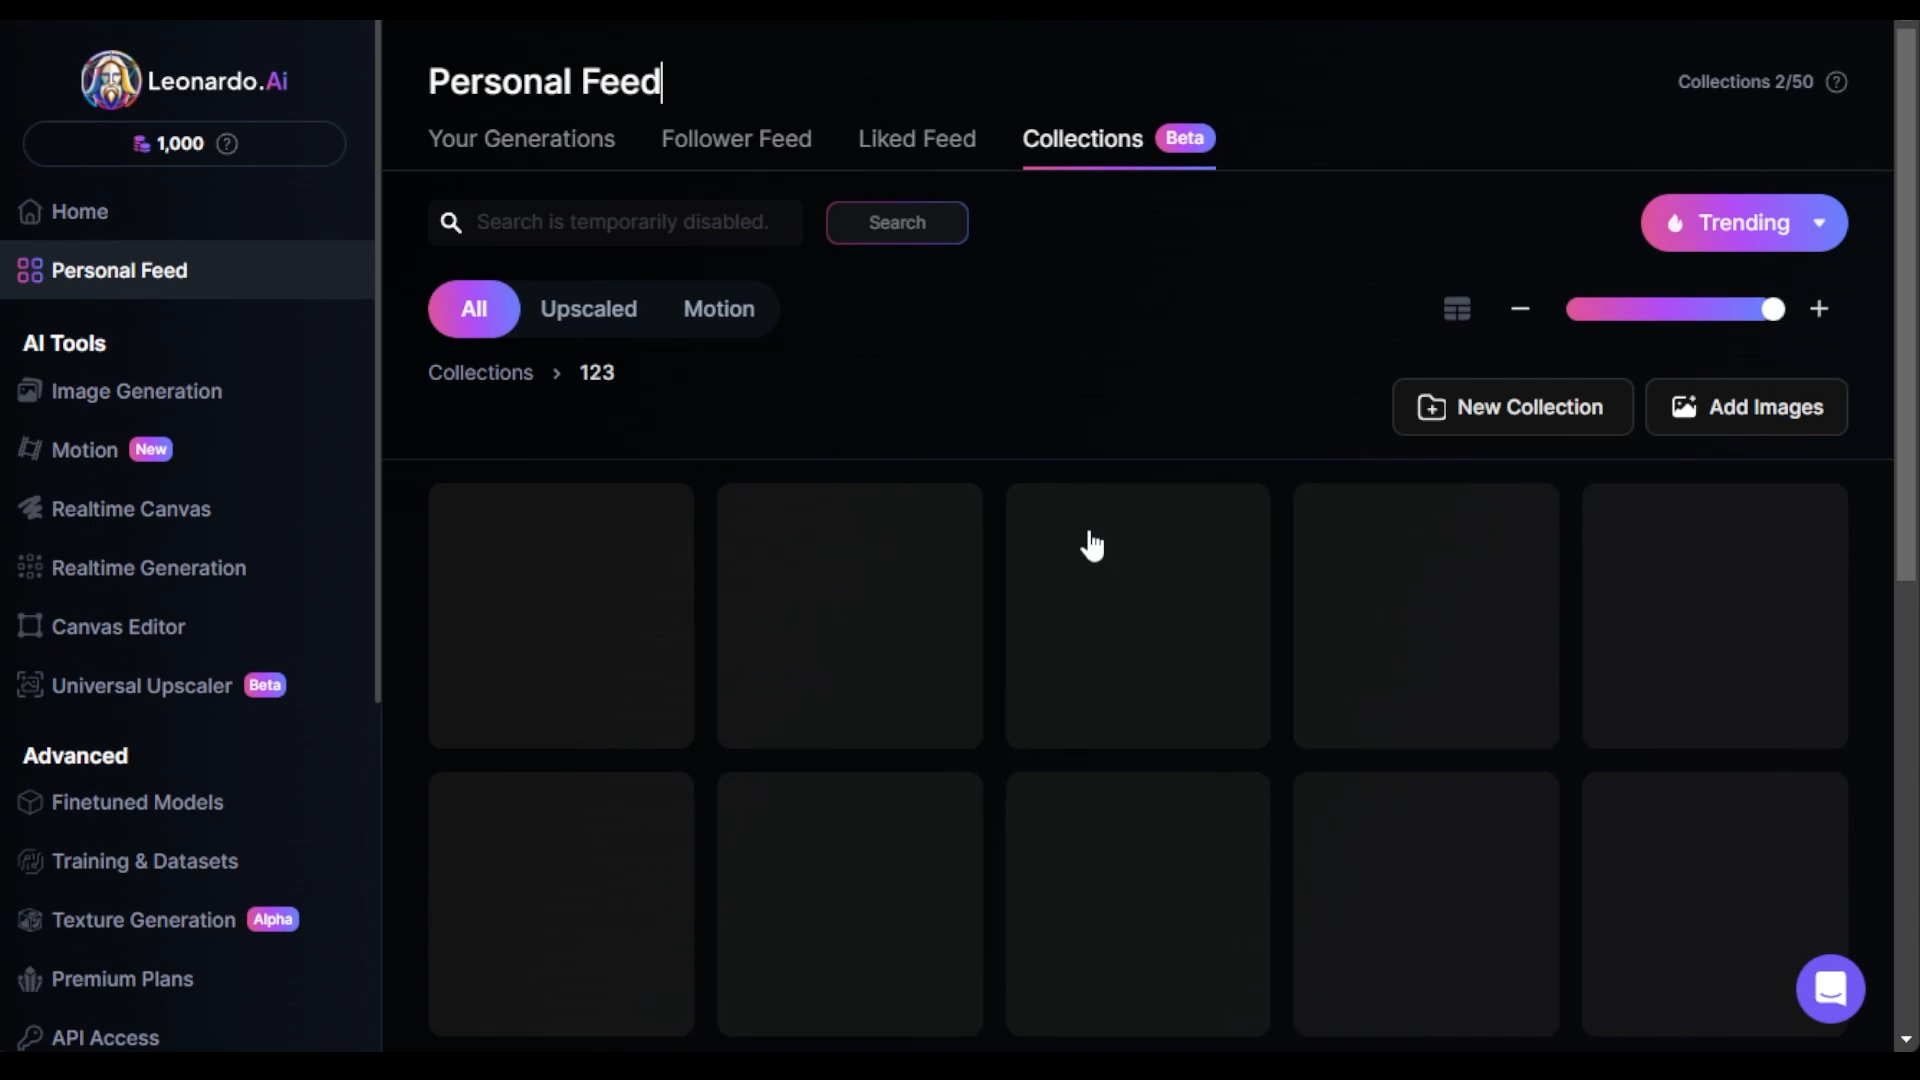 Leonardo.Ai
1,000
Home
Personal Feed
AI Tools
Image Generation
Motion New
Realtime Canvas
Realtime Generation
Canvas Editor
Universal Upscaler Beta
Advanced
Finetuned Models
Training & Datasets
Texture Generation Alpha
Premium Plans
API Access
Personal Feed
Collections 2/50
Your Generations Follower Feed Liked Feed Collections Beta
Search is temporarily disabled. Search Trending
All Upscaled Motion
Collections > 123
New Collection Add Images